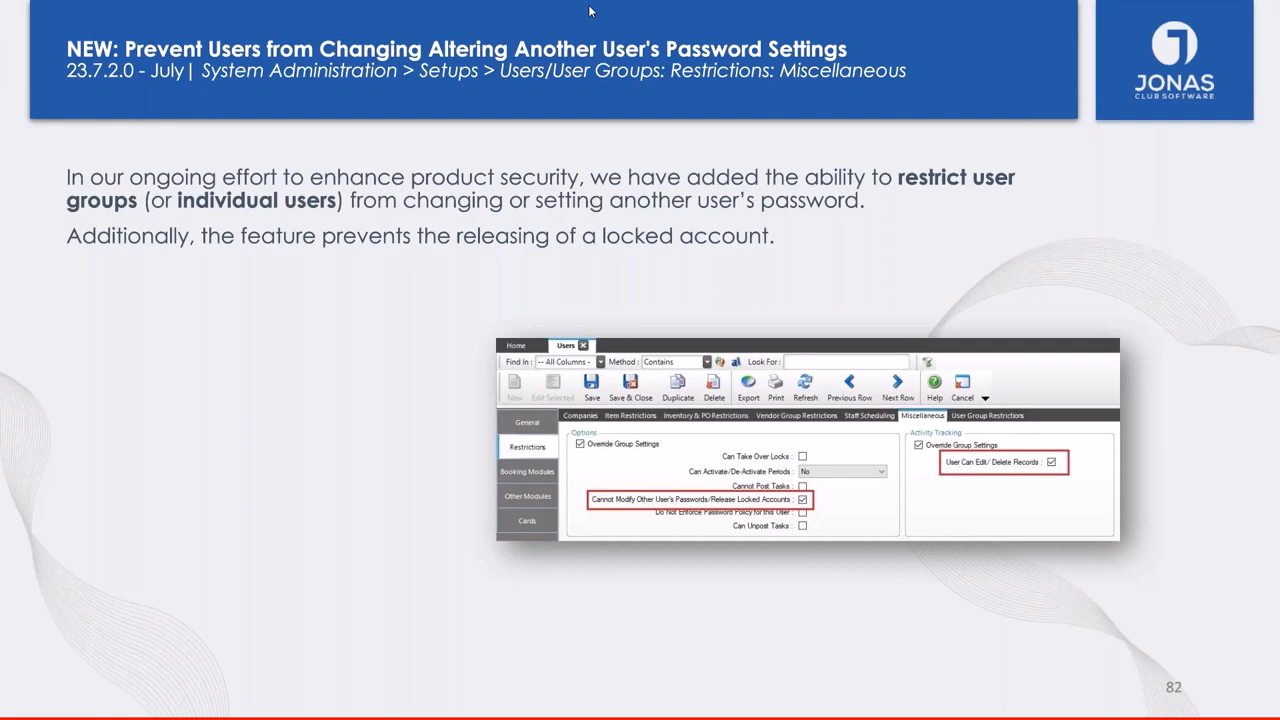 NEW: Prevent Users from Changing Altering Another User's Password Settings
23.7.2.0 - July| System Administration > Setups > Users/User Groups: Restrictions: Miscellaneous
JONAS
CLUB SOFTWARE
In our ongoing effort to enhance product security, we have added the ability to restrict user
groups (or individual users) from changing or setting another user’s password.
Additionally, the feature prevents the releasing of a locked account.
Home Users
Find In : -- All Columns - Method : Contains Look For :
New Edit Selected Save Save & Close Duplicate Delete Export Print Refresh Previous Row Next Row Help Cancel
General Companies Item Restrictions Inventory & PO Restrictions Vendor Group Restrictions Staff Scheduling Miscellaneous User Group Restrictions
Restrictions
Booking Modules
Other Modules
Cards
Options
Override Group Settings
Can Take Over Locks :
Can Activate/De-Activate Periods : No
Cannot Post Tasks :
Cannot Modify Other User's Passwords/Release Locked Accounts :
Do Not Enforce Password Policy for this User :
Can Unpost Tasks :
Activity Tracking
Override Group Settings
User Can Edit/ Delete Records :
82